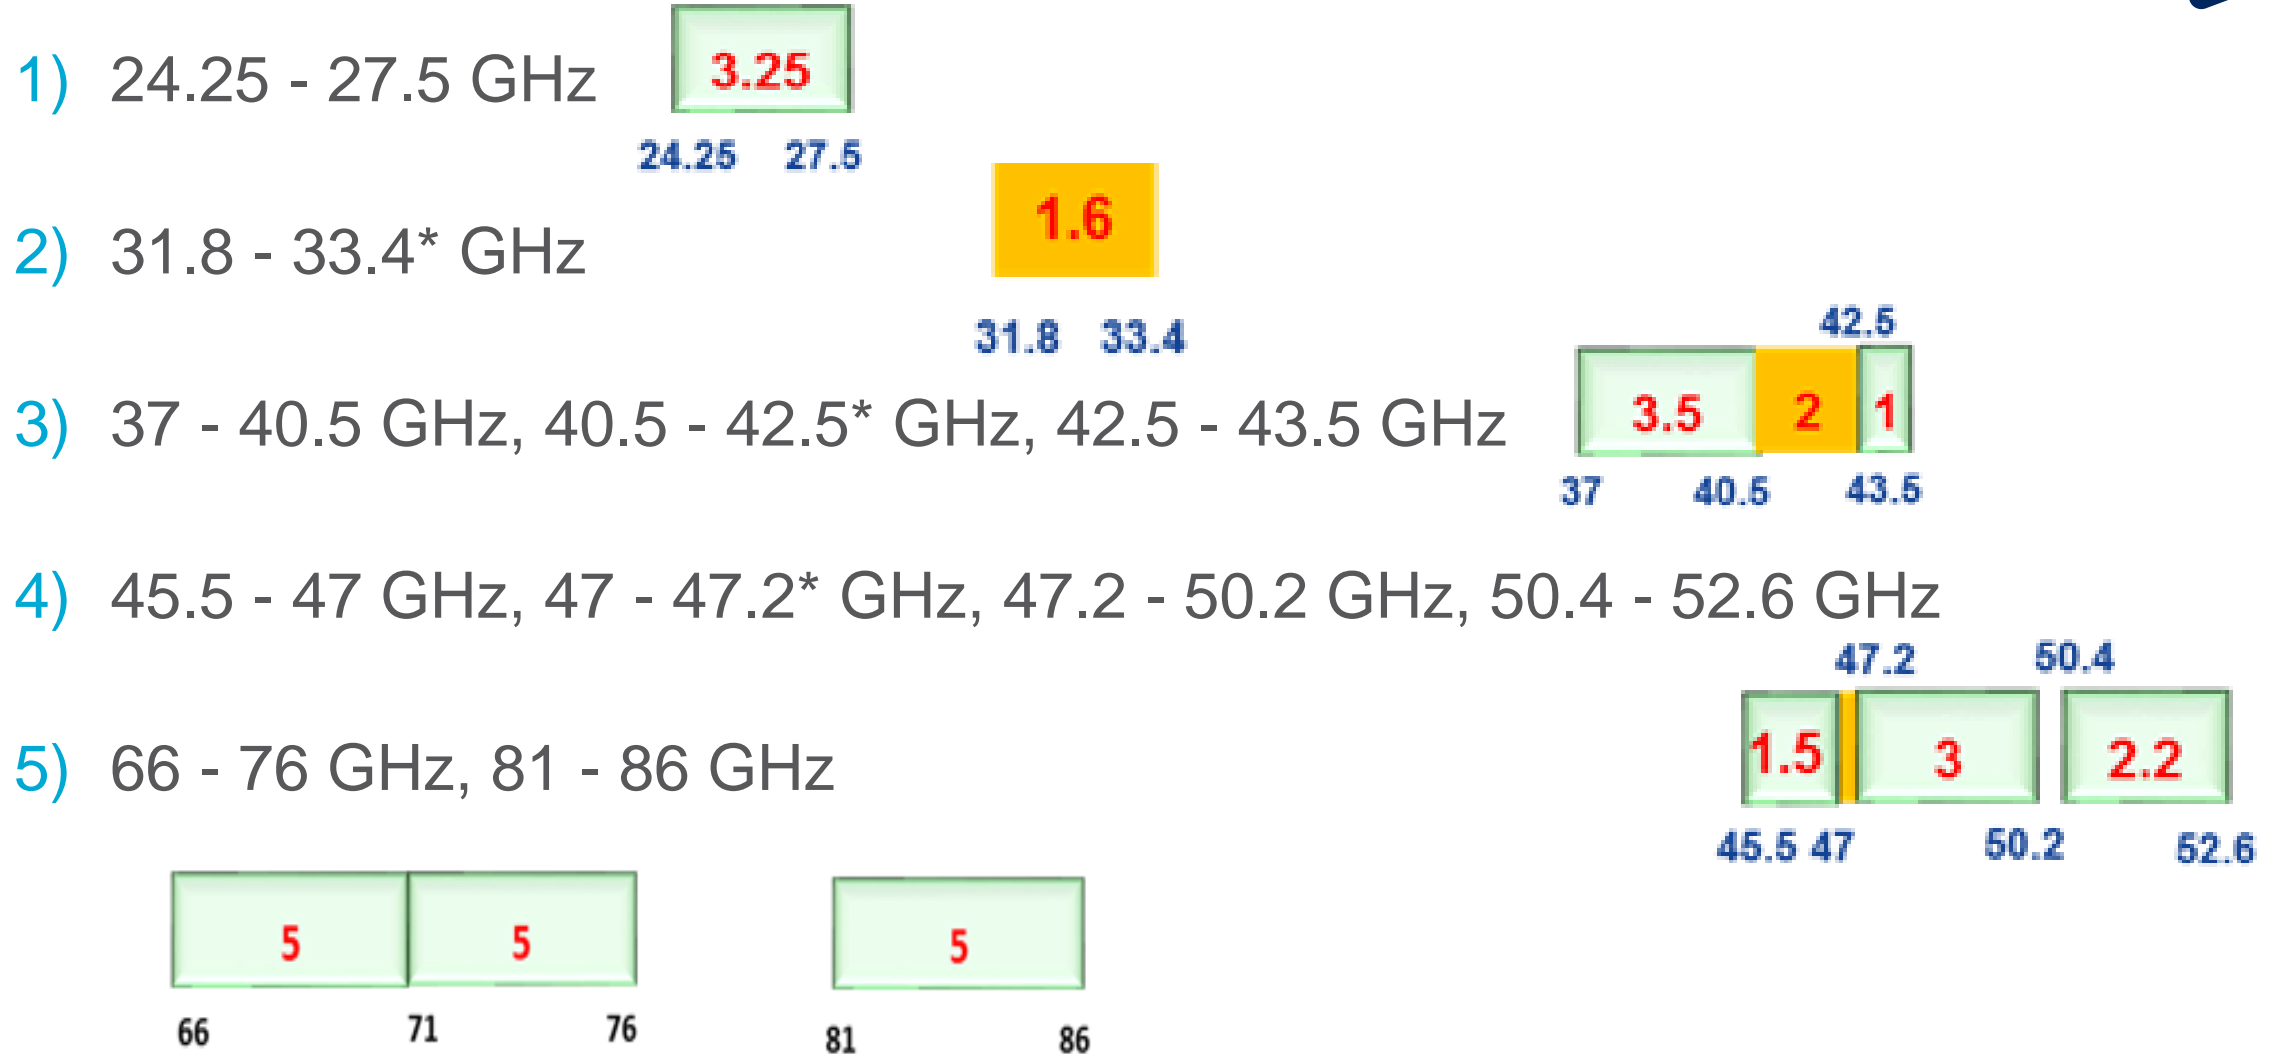 1) 24.25 - 27.5 GHz
3.25
24.25 27.5
2) 31.8 - 33.4* GHz
1.6
31.8 33.4
3) 37 - 40.5 GHz, 40.5 - 42.5* GHz, 42.5 - 43.5 GHz
42.5
3.5 2 1
37 40.5 43.5
4) 45.5 - 47 GHz, 47 - 47.2* GHz, 47.2 - 50.2 GHz, 50.4 - 52.6 GHz
47.2 50.4
1.5 3 2.2
45.5 47 50.2 52.6
5) 66 - 76 GHz, 81 - 86 GHz
5 5 5
66 71 76 81 86